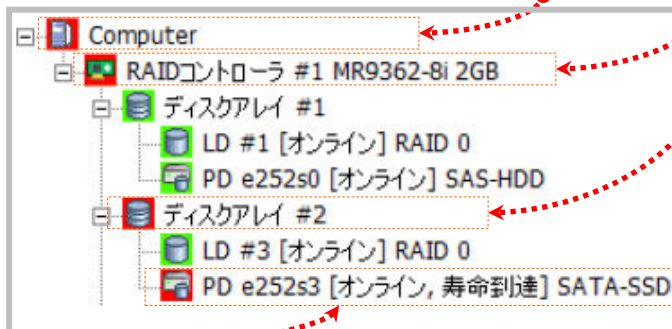 Computer
RAIDコントローラ #1 MR9362-8i 2GB
ディスクアレイ #1
LD #1 [オンライン] RAID 0
PD e252s0 [オンライン] SAS-HDD
ディスクアレイ #2
LD #3 [オンライン] RAID 0
PD e252s3 [オンライン, 寿命到達] SATA-SSD